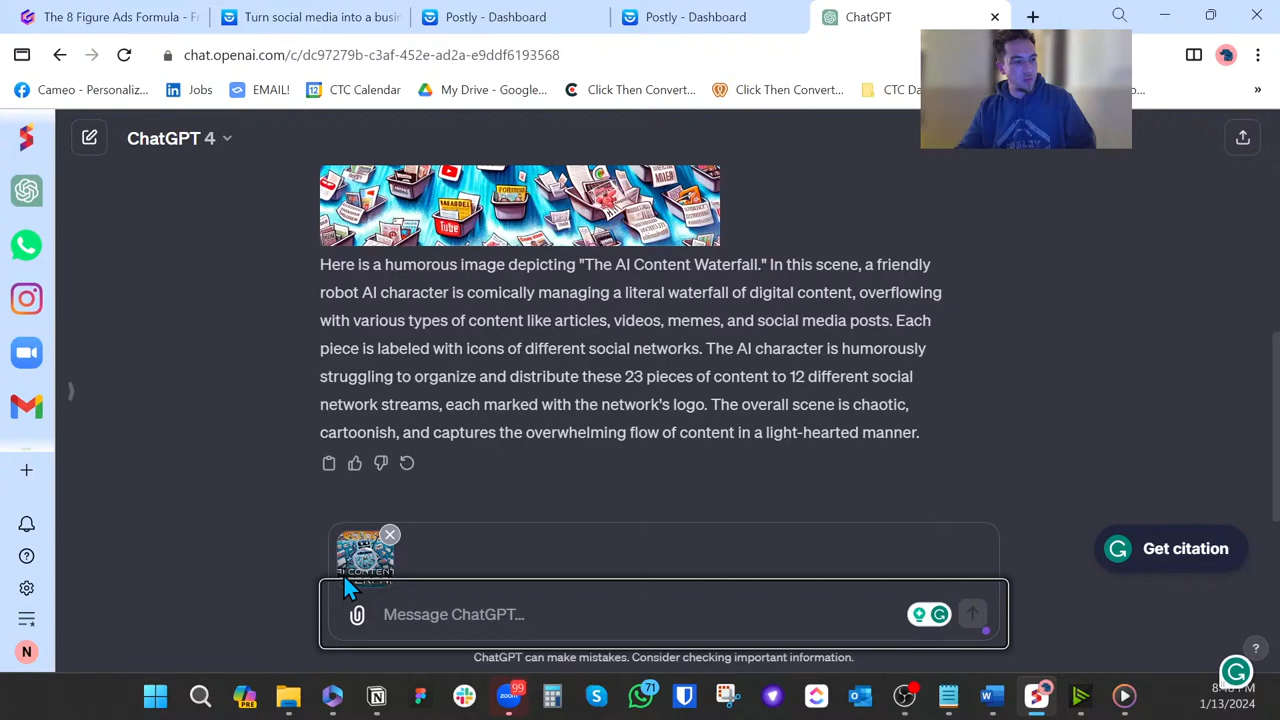 The 8 Figure Ads Formula - Fr
Turn social media into a busin
Postly - Dashboard
Postly - Dashboard
ChatGPT
chat.openai.com/c/dc97279b-c3af-452e-ad2a-e9ddf6193568
Cameo - Personaliz...
Jobs
EMAIL!
CTC Calendar
My Drive - Google...
Click Then Convert...
Click Then Convert...
ChatGPT 4
YouTube
Here is a humorous image depicting "The AI Content Waterfall." In this scene, a friendly
robot AI character is comically managing a literal waterfall of digital content, overflowing
with various types of content like articles, videos, memes, and social media posts. Each
piece is labeled with icons of different social networks. The AI character is humorously
struggling to organize and distribute these 23 pieces of content to 12 different social
network streams, each marked with the network's logo. The overall scene is chaotic,
cartoonish, and captures the overwhelming flow of content in a light-hearted manner.
Get citation
AI CONTENT
Message ChatGPT...
ChatGPT can make mistakes. Consider checking important information.
N
PRE
99
71
1/13/2024